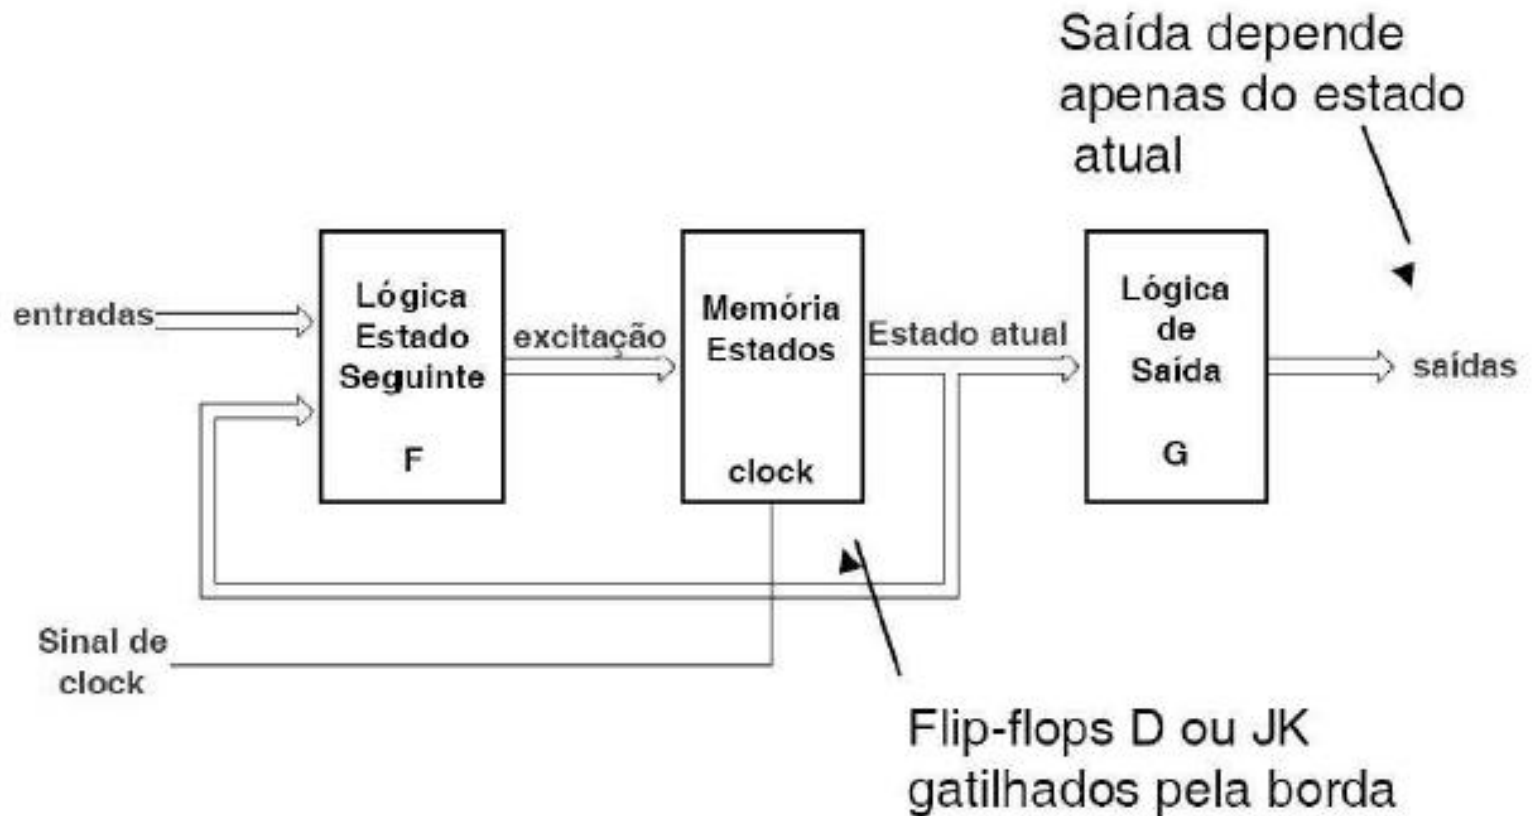 Saída depende
apenas do estado
atual
entradas
Lógica
Estado
Seguinte
F
excitação
Memória
Estados
clock
Estado atual
Lógica
de
Saída
G
saídas
Sinal de
clock
Flip-flops D ou JK
gatilhados pela borda